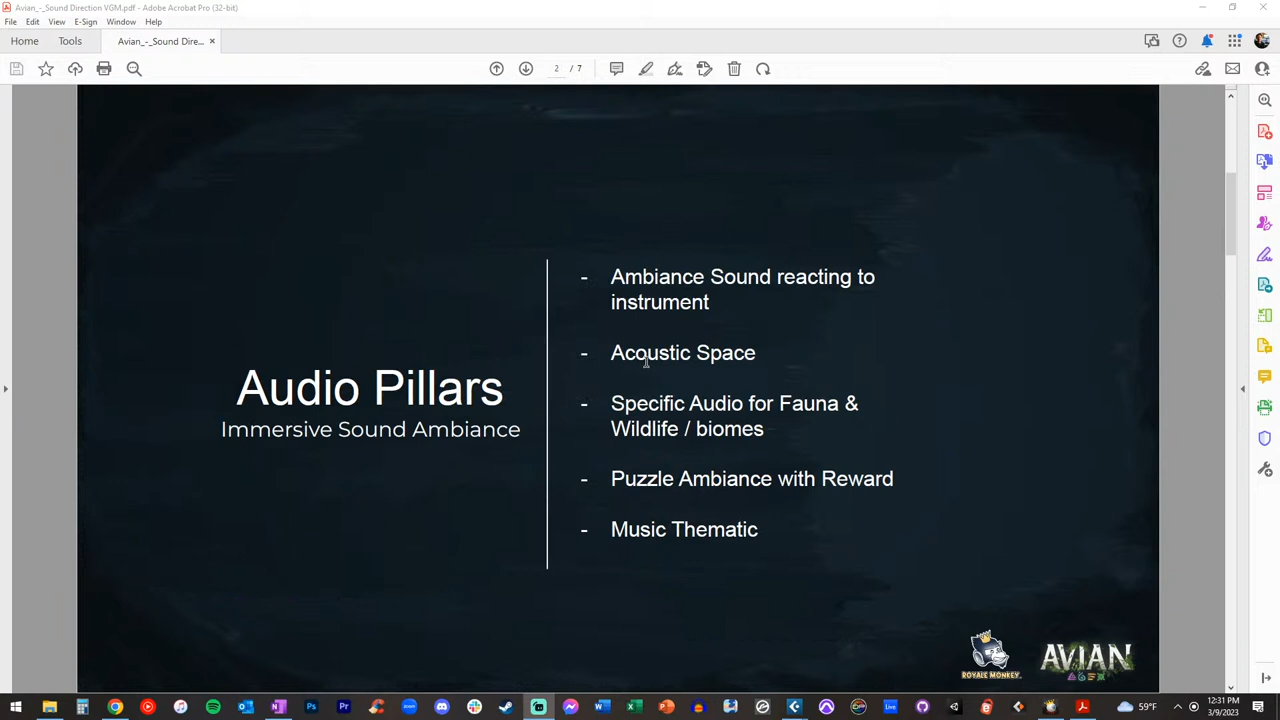 Avian_-_Sound Direction VGM.pdf - Adobe Acrobat Pro (32-bit)
File Edit View E-Sign Window Help
Home Tools Avian_-_Sound Dire... ×
2 / 7
- Ambiance Sound reacting to
instrument
- Acoustic Space
- Specific Audio for Fauna &
Wildlife / biomes
- Puzzle Ambiance with Reward
- Music Thematic
Audio Pillars
Immersive Sound Ambiance
ROYALE MONKEY
AVIAN
59°F
12:31 PM
3/9/2023